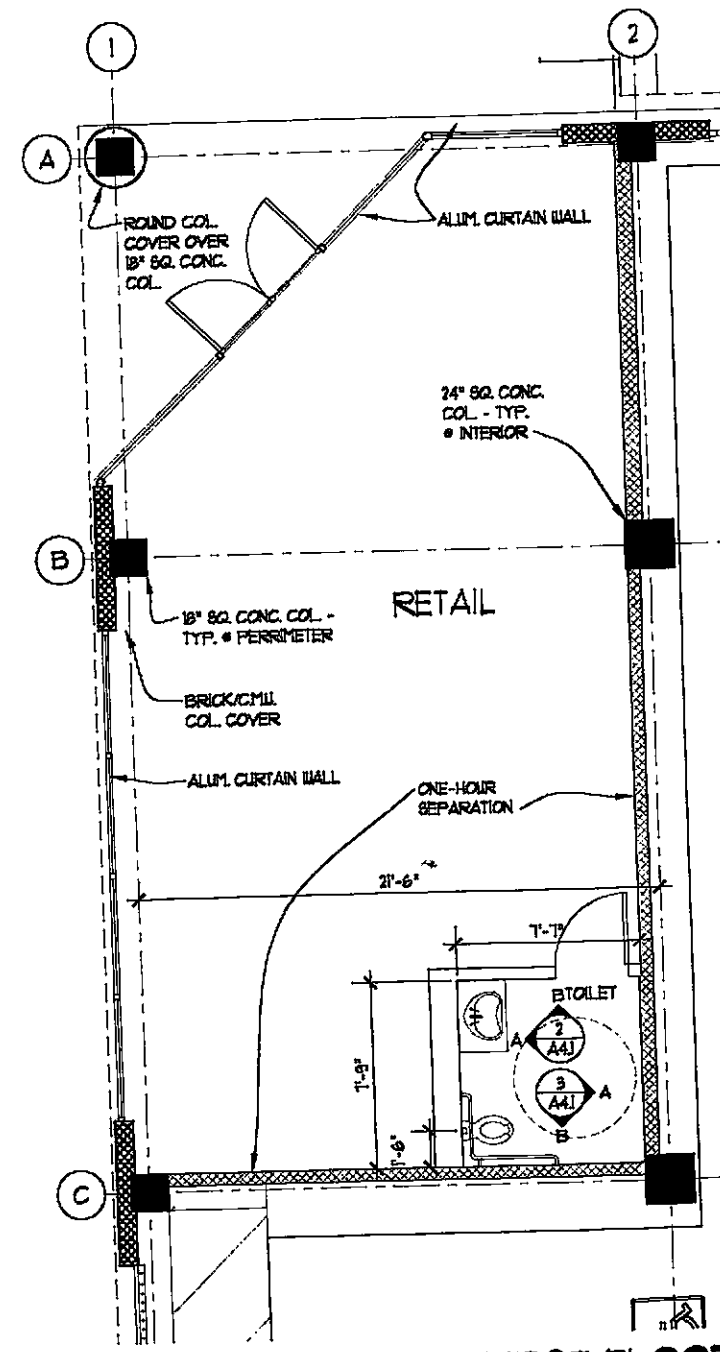 1
2
A
ROUND COL.
COVER OVER
18" SQ. CONC.
COL.
ALUM. CURTAIN WALL
24" SQ. CONC.
COL. - TYP.
@ INTERIOR
B
RETAIL
18" SQ. CONC. COL. -
TYP. @ PERRIMETER
BRICK/C.M.U.
COL. COVER
ALUM. CURTAIN WALL
ONE-HOUR
SEPARATION
21'-6"
7'-7"
B TOILET
A
2
A4.1
7'-9"
3
A4.1
A
B
1'-6"
C